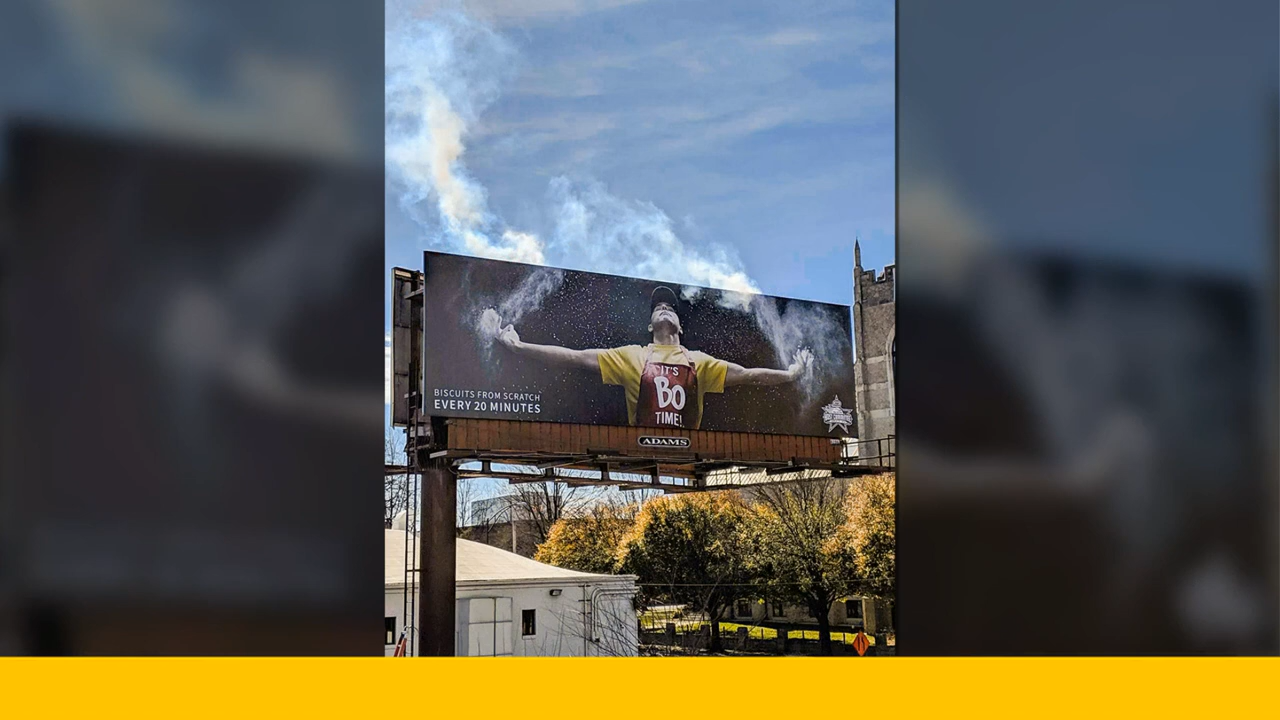 IT'S
BO
TIME!
BISCUITS FROM SCRATCH
EVERY 20 MINUTES
ADAMS